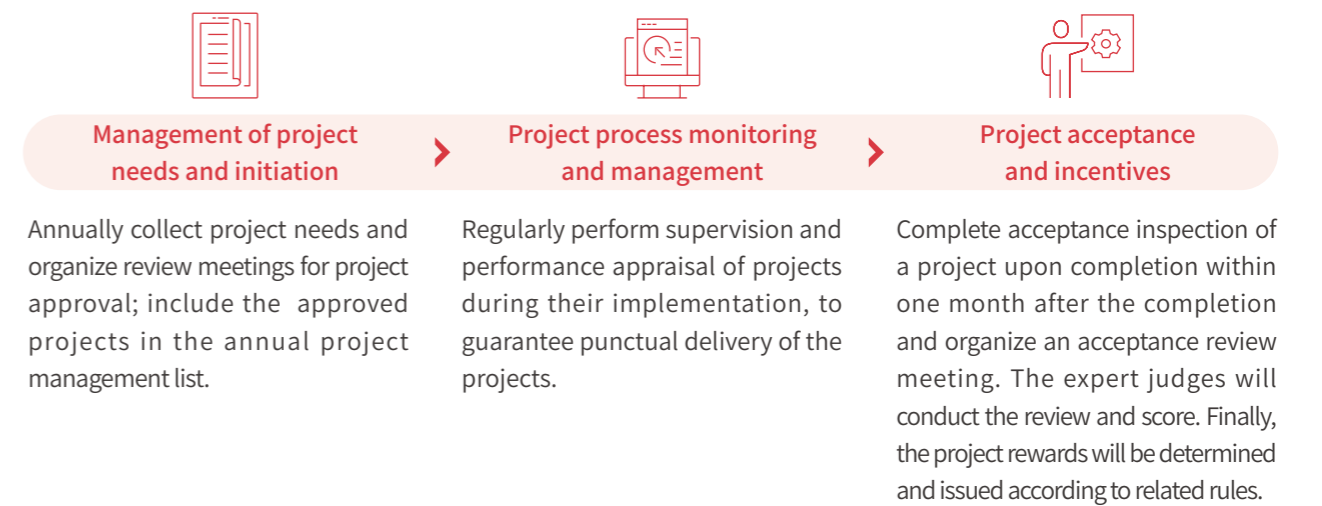 Management of project
needs and initiation
Project process monitoring
and management
Project acceptance
and incentives
Annually collect project needs and
organize review meetings for project
approval; include the approved
projects in the annual project
management list.
Regularly perform supervision and
performance appraisal of projects
during their implementation, to
guarantee punctual delivery of the
projects.
Complete acceptance inspection of
a project upon completion within
one month after the completion
and organize an acceptance review
meeting. The expert judges will
conduct the review and score. Finally,
the project rewards will be determined
and issued according to related rules.